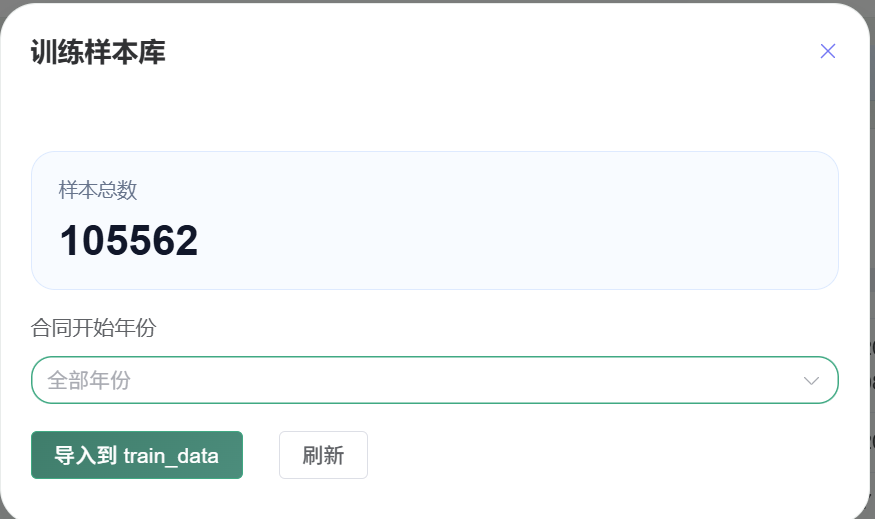 训练样本库
样本总数
105562
合同开始年份
全部年份
导入到 train_data
刷新